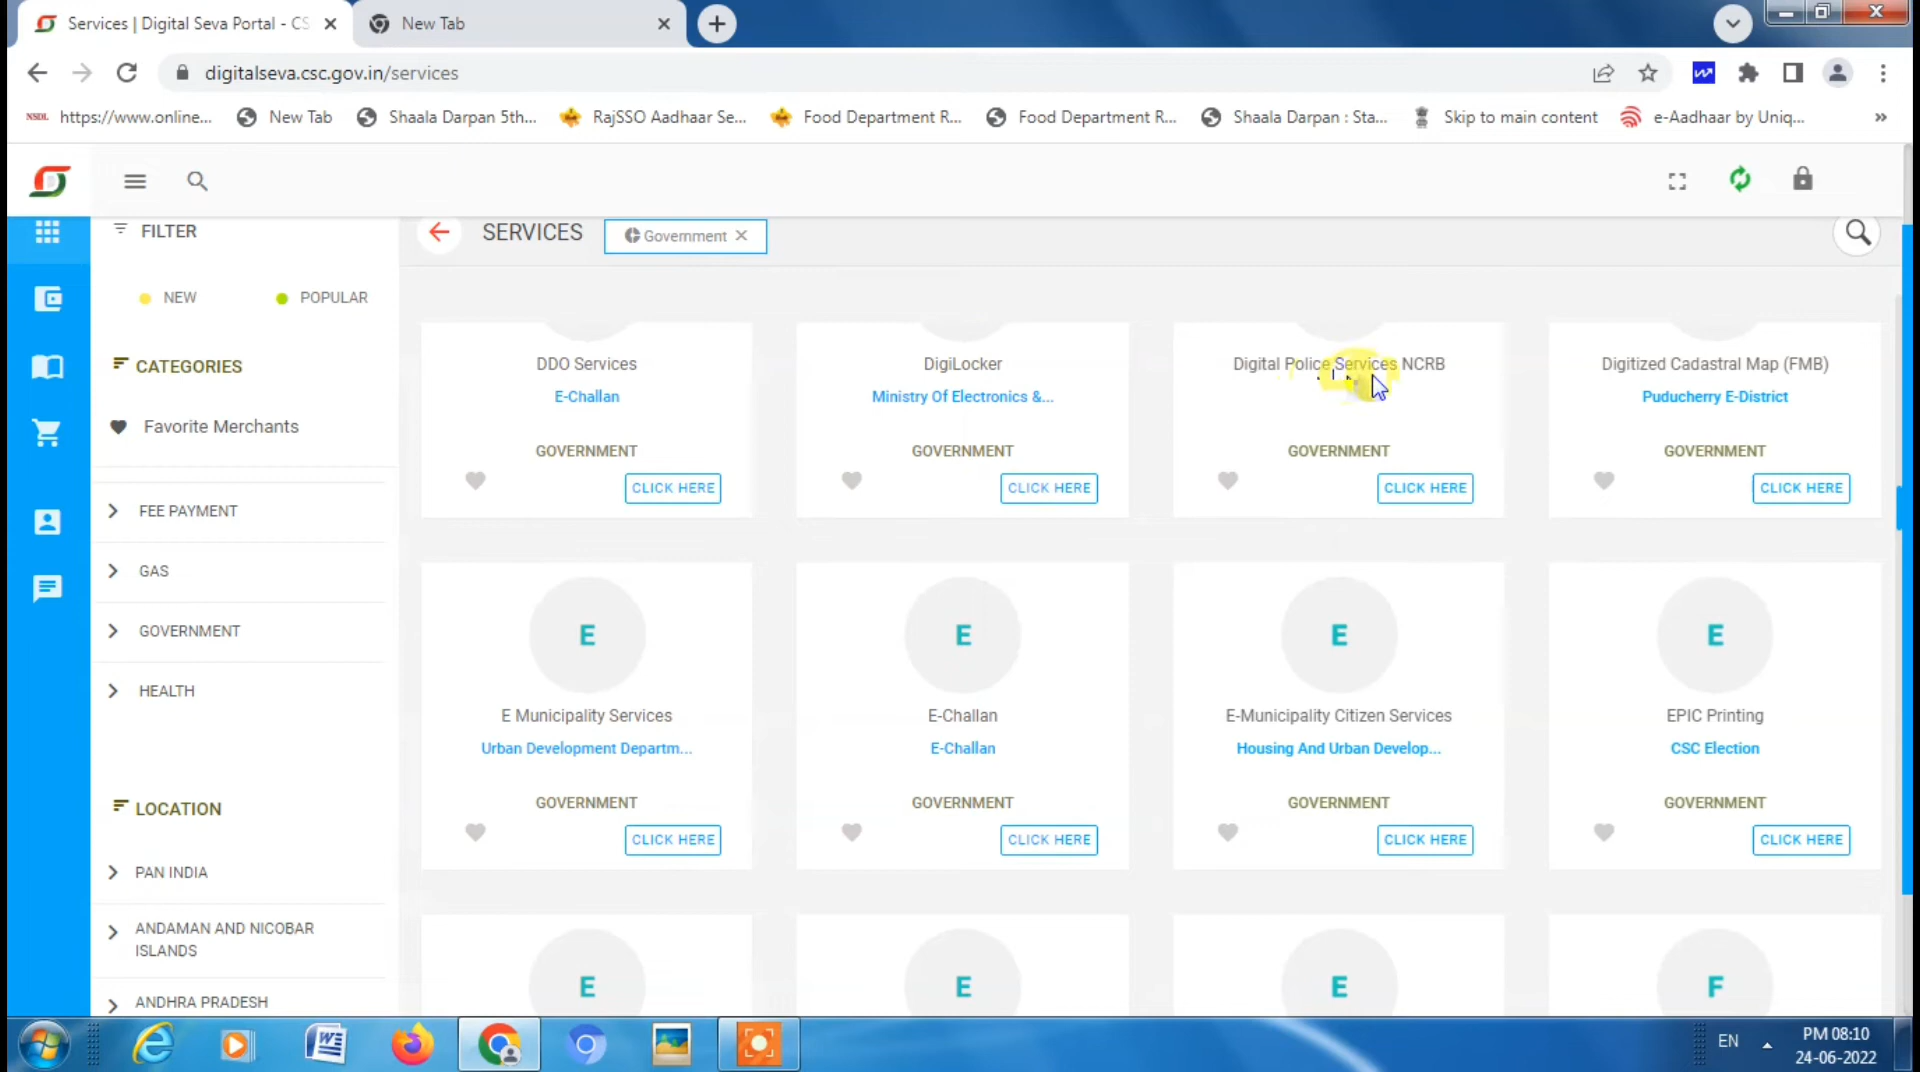 Services | Digital Seva Portal - CS
New Tab
digitalseva.csc.gov.in/services
NSDL https://www.online...
New Tab
Shaala Darpan 5th...
RajSSO Aadhaar Se...
Food Department R...
Food Department R...
Shaala Darpan : Sta...
Skip to main content
e-Aadhaar by Uniq...
»
FILTER
SERVICES
Government
NEW
POPULAR
CATEGORIES
Favorite Merchants
FEE PAYMENT
GAS
GOVERNMENT
HEALTH
LOCATION
PAN INDIA
ANDAMAN AND NICOBAR
ISLANDS
ANDHRA PRADESH
DDO Services
E-Challan
GOVERNMENT
CLICK HERE
DigiLocker
Ministry Of Electronics &...
GOVERNMENT
CLICK HERE
Digital Police Services NCRB
GOVERNMENT
CLICK HERE
Digitized Cadastral Map (FMB)
Puducherry E-District
GOVERNMENT
CLICK HERE
E
E Municipality Services
Urban Development Departm...
GOVERNMENT
CLICK HERE
E
E-Challan
E-Challan
GOVERNMENT
CLICK HERE
E
E-Municipality Citizen Services
Housing And Urban Develop...
GOVERNMENT
CLICK HERE
E
EPIC Printing
CSC Election
GOVERNMENT
CLICK HERE
E
E
E
F
EN
PM 08:10
24-06-2022